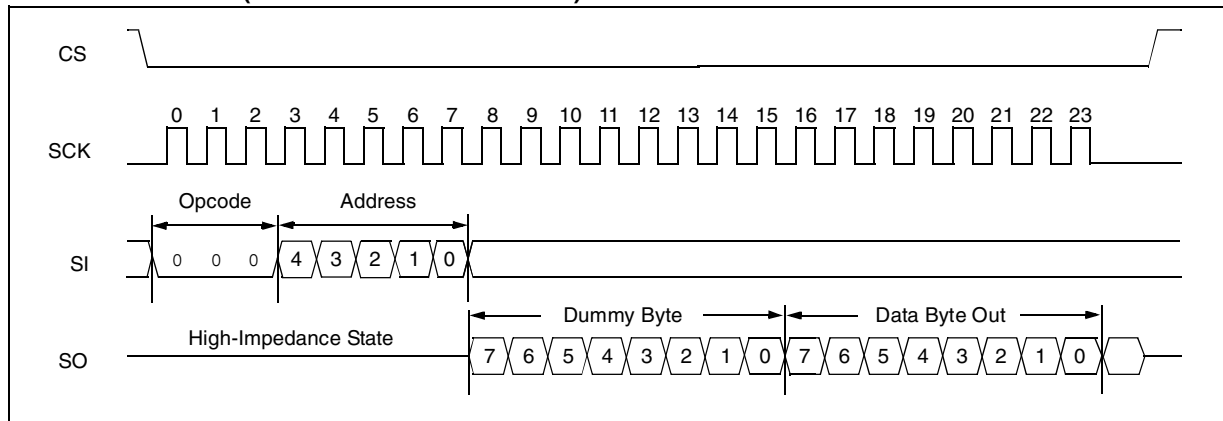 CS
0 1 2 3 4 5 6 7 8 9 10 11 12 13 14 15 16 17 18 19 20 21 22 23
SCK
Opcode Address
SI 0 0 0 4 3 2 1 0
Dummy Byte Data Byte Out
High-Impedance State
SO 7 6 5 4 3 2 1 0 7 6 5 4 3 2 1 0